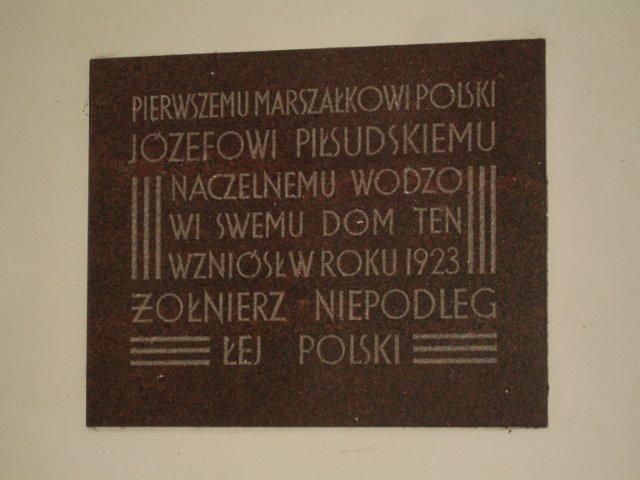 PIERWSZEMU MARSZAŁKOWI POLSKI
JÓZEFOWI PIŁSUDSKIEMU
NACZELNEMU WODZO
WI SWEMU DOM TEN
WZNIÓSŁ W ROKU 1923
ŻOŁNIERZ NIEPODLEG
ŁEJ POLSKI